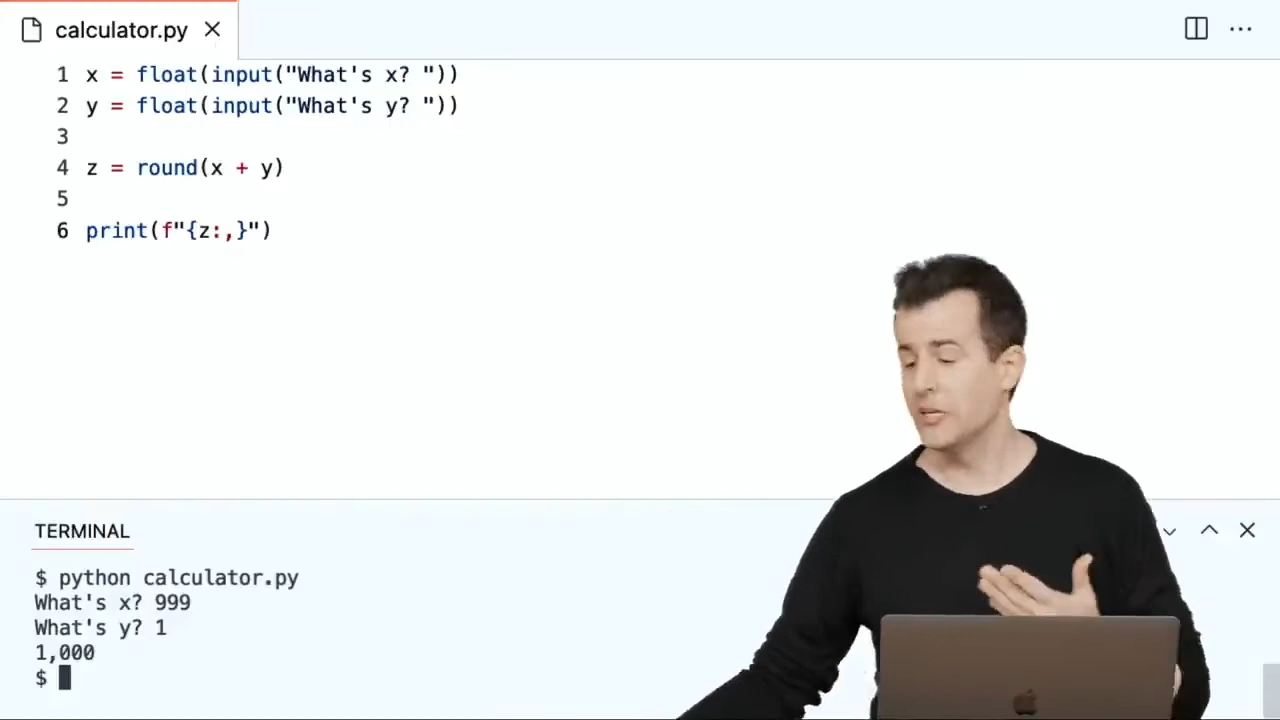 calculator.py
1 x = float(input("What's x? "))
2 y = float(input("What's y? "))
3
4 z = round(x + y)
5
6 print(f"{z:,}")
TERMINAL
$ python calculator.py
What's x? 999
What's y? 1
1,000
$